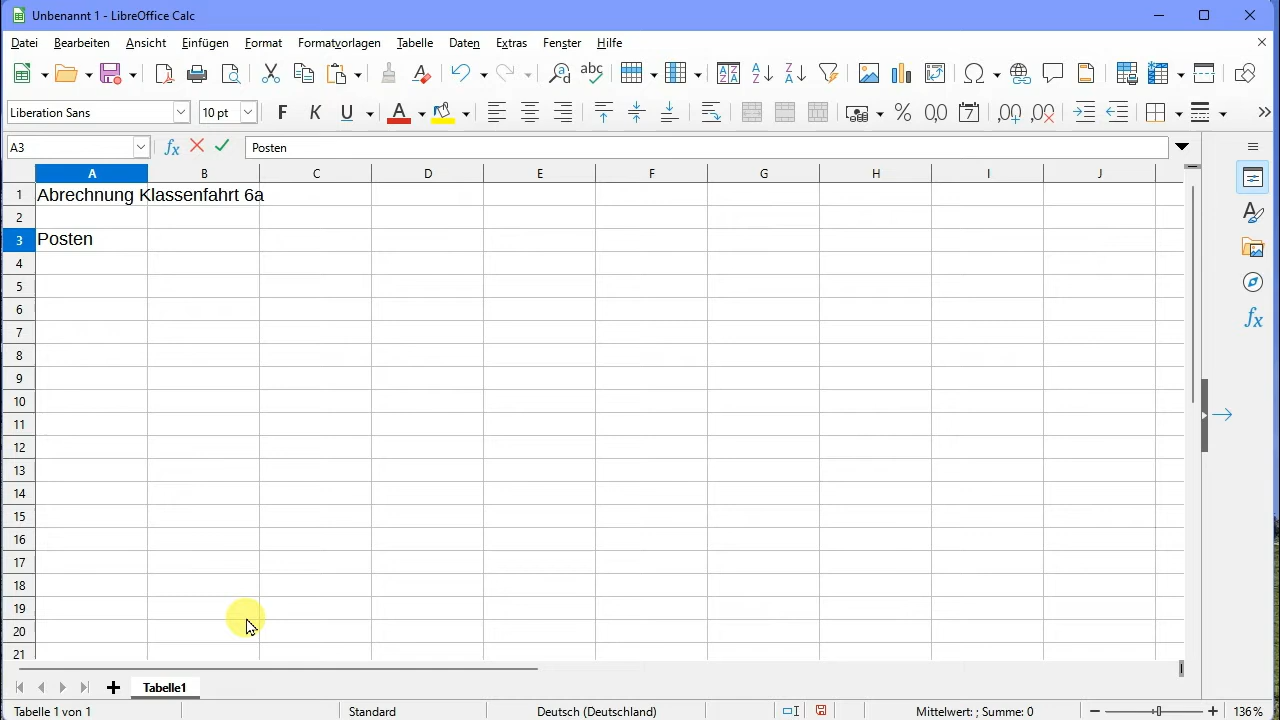 Unbenannt 1 - LibreOffice Calc
Datei Bearbeiten Ansicht Einfügen Format Formatvorlagen Tabelle Daten Extras Fenster Hilfe
Liberation Sans 10 pt F K U
A3 fx Posten
A B C D E F G H I J
1 Abrechnung Klassenfahrt 6a
2
3 Posten
4
5
6
7
8
9
10
11
12
13
14
15
16
17
18
19
20
21
Tabelle1
Tabelle 1 von 1 Standard Deutsch (Deutschland) Mittelwert: ; Summe: 0 136 %